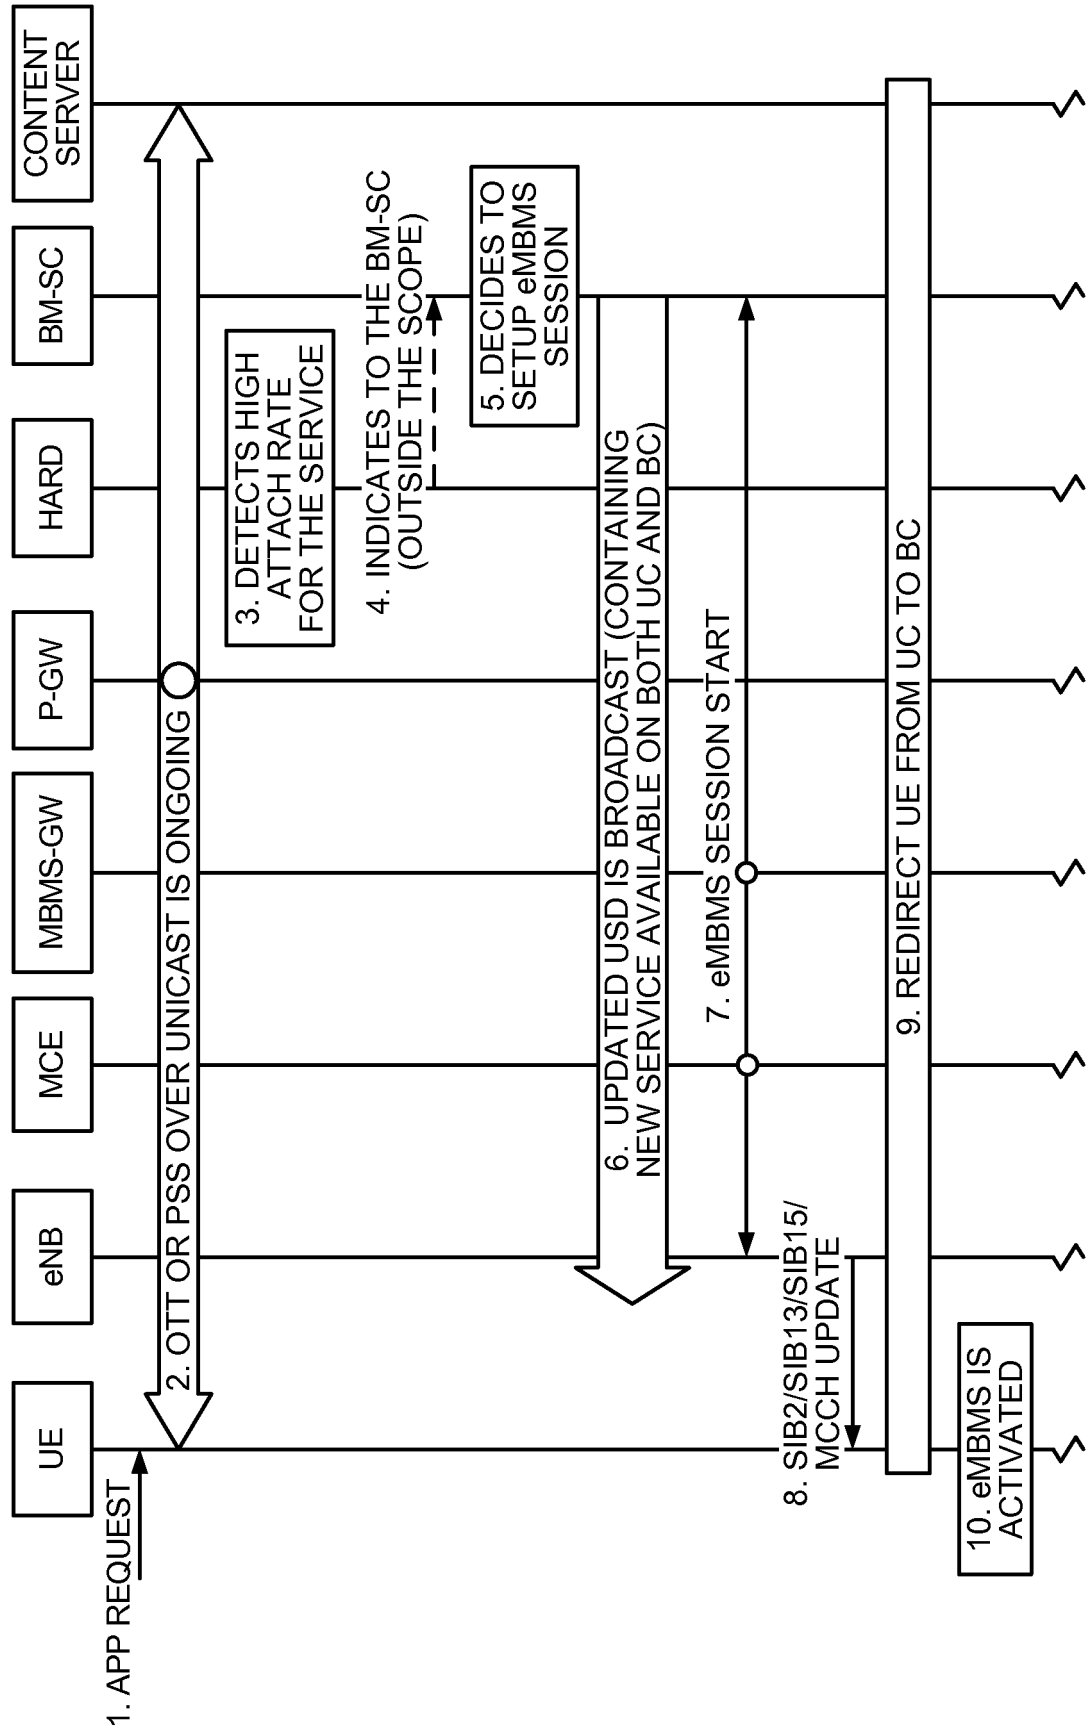 UE
eNB
MCE
MBMS-GW
P-GW
HARD
BM-SC
CONTENT
SERVER
1. APP REQUEST
2. OTT OR PSS OVER UNICAST IS ONGOING
3. DETECTS HIGH
ATTACH RATE
FOR THE SERVICE
4. INDICATES TO THE BM-SC
(OUTSIDE THE SCOPE)
5. DECIDES TO
SETUP eMBMS
SESSION
6. UPDATED USD IS BROADCAST (CONTAINING
NEW SERVICE AVAILABLE ON BOTH UC AND BC)
7. eMBMS SESSION START
8. SIB2/SIB13/SIB15/
MCCH UPDATE
9. REDIRECT UE FROM UC TO BC
10. eMBMS IS
ACTIVATED